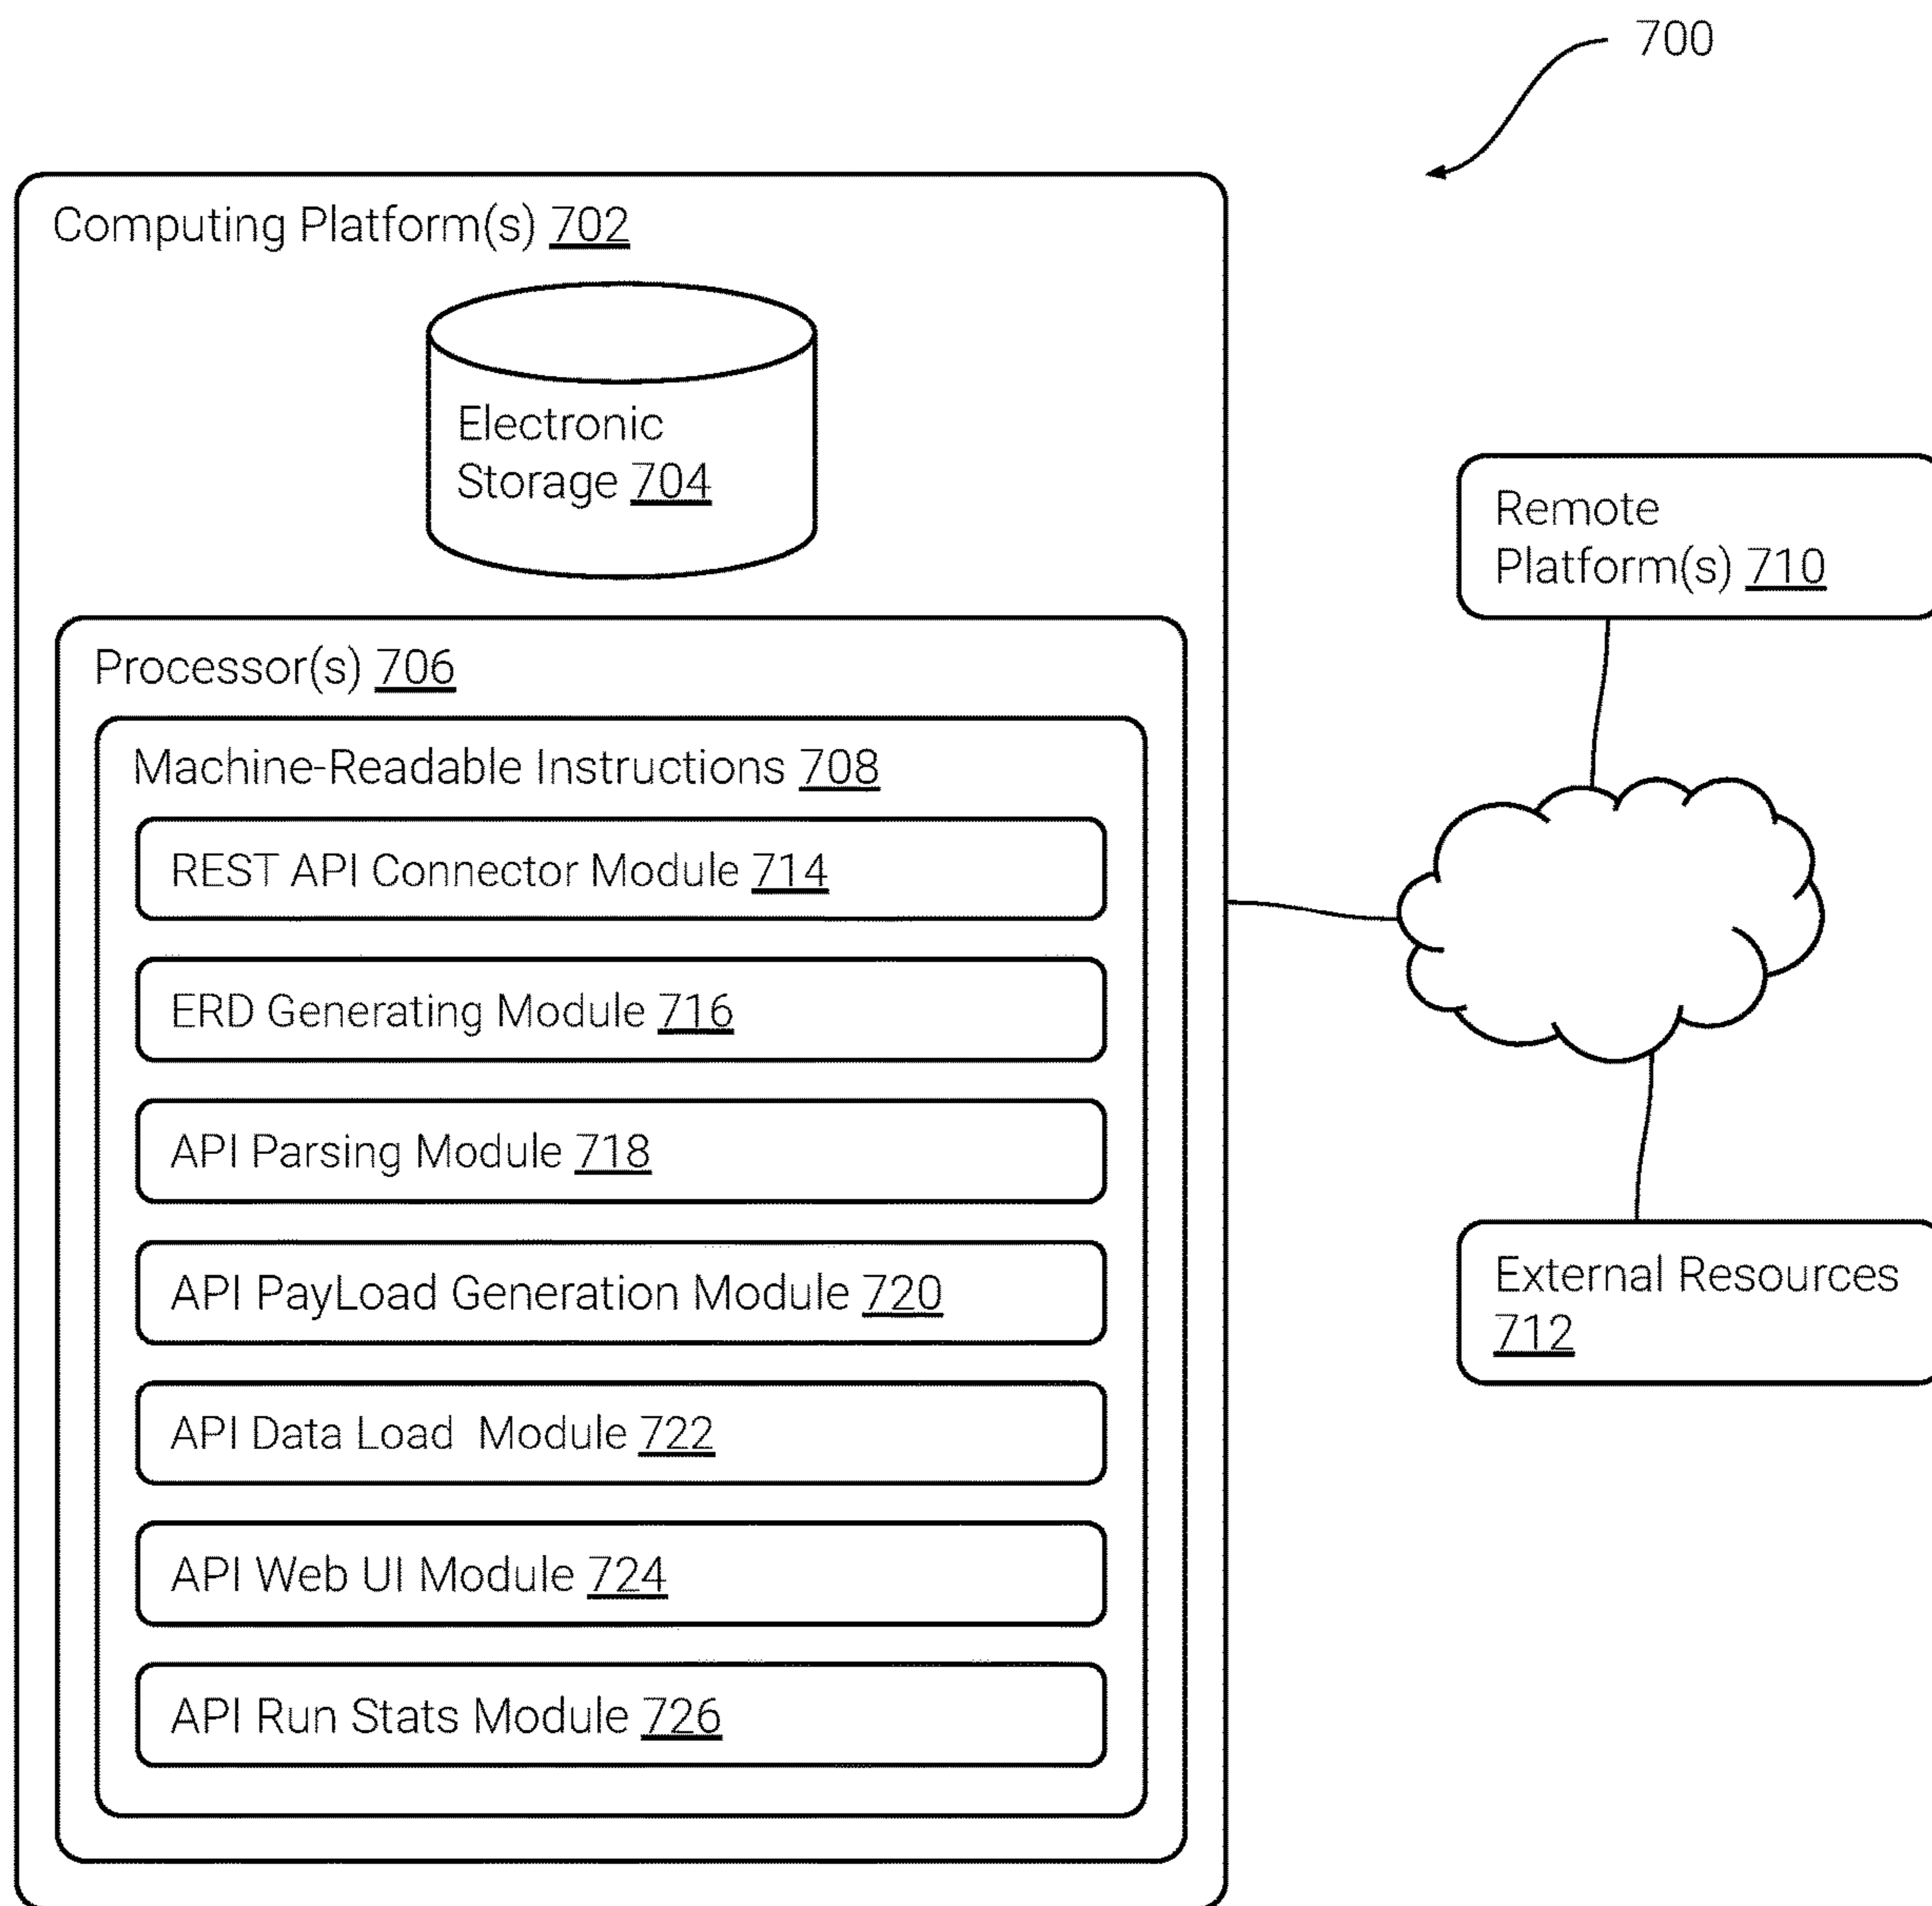 700
Computing Platform(s) 702
Electronic
Storage 704
Processor(s) 706
Machine-Readable Instructions 708
REST API Connector Module 714
ERD Generating Module 716
API Parsing Module 718
API PayLoad Generation Module 720
API Data Load  Module 722
API Web UI Module 724
API Run Stats Module 726
Remote
Platform(s) 710
External Resources
712